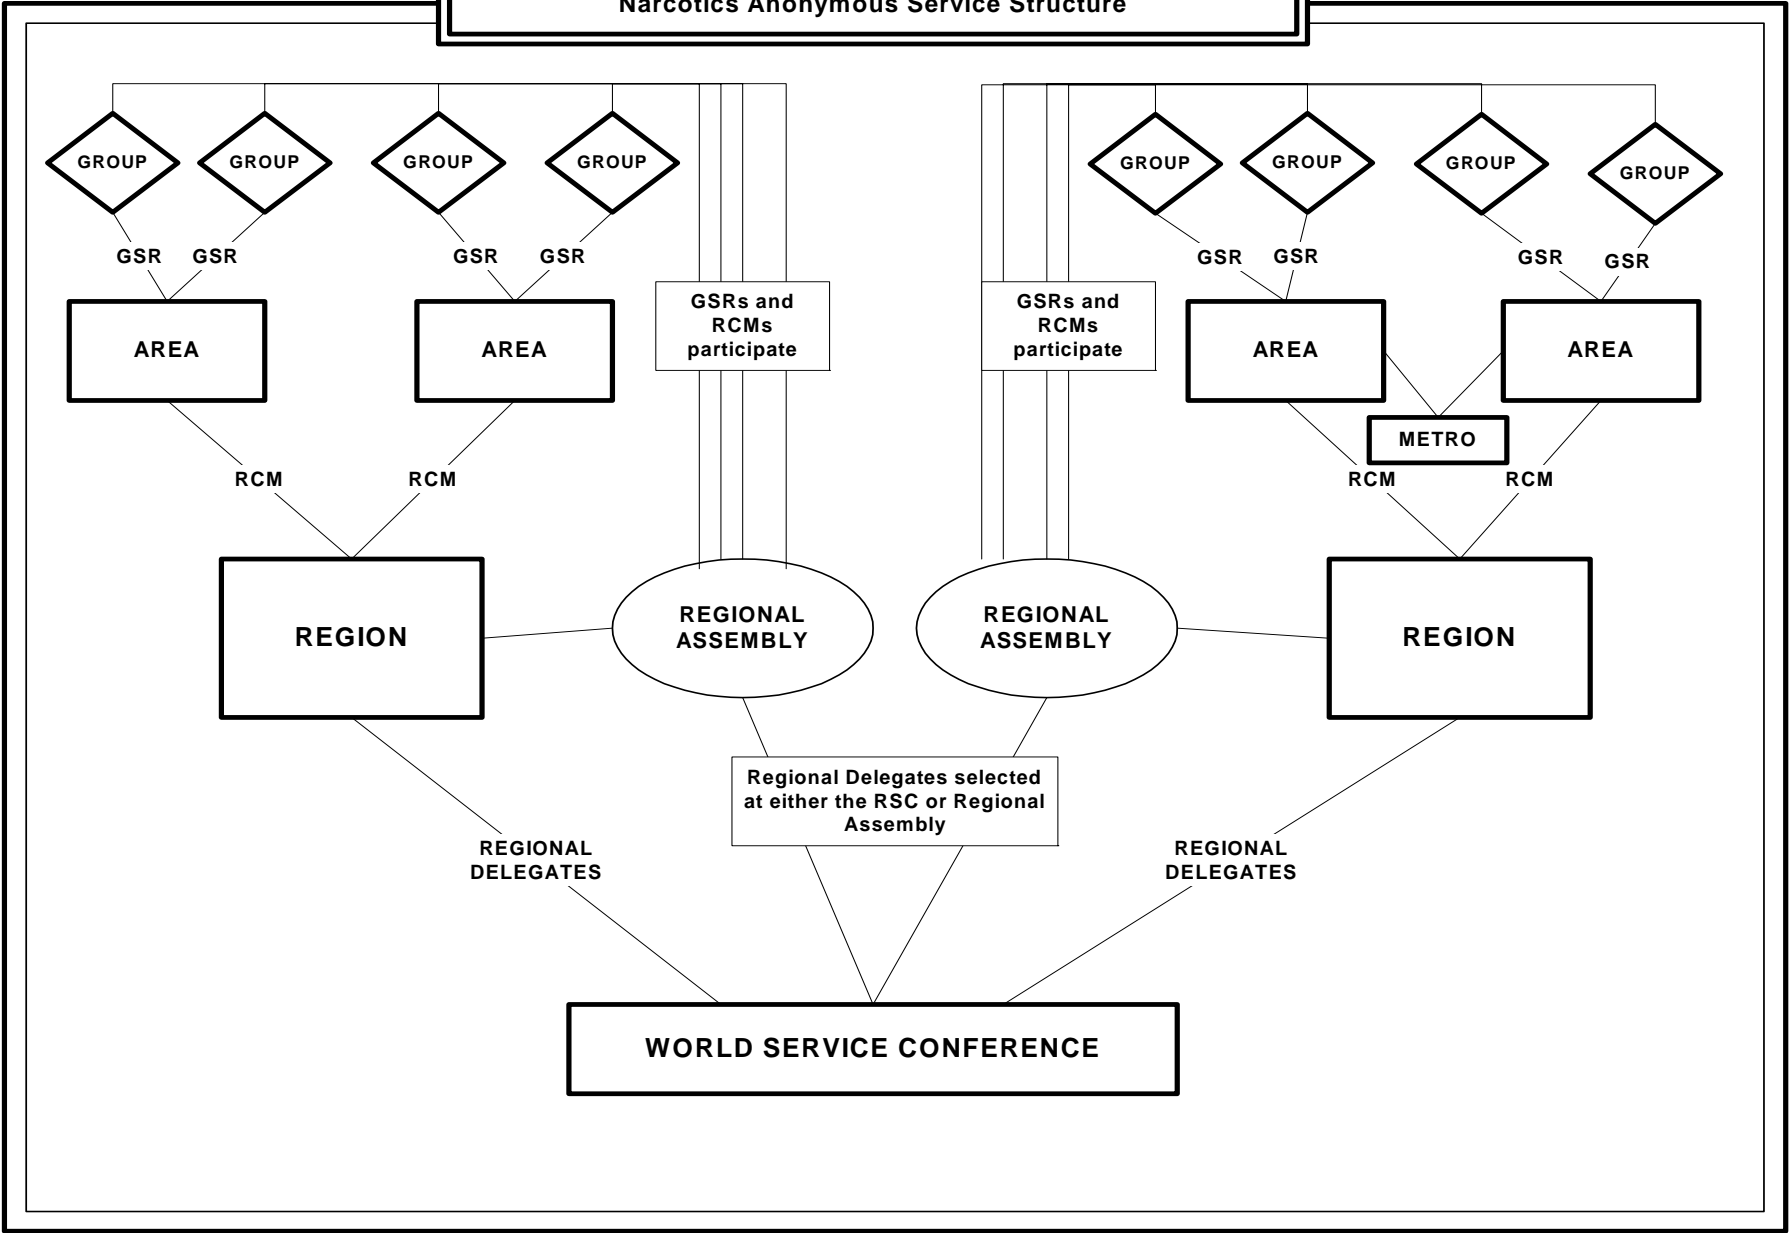 Narcotics Anonymous Service Structure
GROUP
GROUP
GROUP
GROUP
GROUP
GROUP
GROUP
GROUP
GSR
GSR
GSR
GSR
GSR
GSR
GSR
GSR
GSRs and
RCMs
participate
GSRs and
RCMs
participate
AREA
AREA
AREA
AREA
METRO
RCM
RCM
RCM
RCM
REGION
REGIONAL
ASSEMBLY
REGIONAL
ASSEMBLY
REGION
Regional Delegates selected
at either the RSC or Regional
Assembly
REGIONAL
DELEGATES
REGIONAL
DELEGATES
WORLD SERVICE CONFERENCE